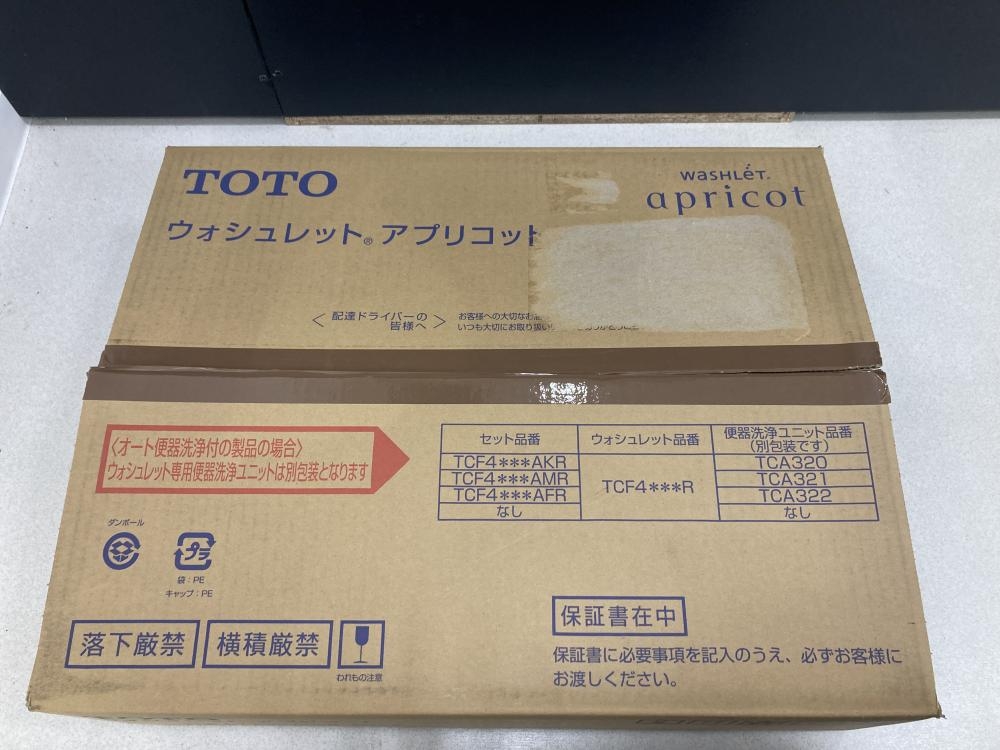 TOTO
WASHLET.
apricot
ウォシュレット® アプリコット
＜ 配達ドライバーの
皆様へ ＞
お客様への大切なお
いつも大切にお取り扱い
〈オート便器洗浄付の製品の場合〉
ウォシュレット専用便器洗浄ユニットは別包装となります
セット品番 ウォシュレット品番 便器洗浄ユニット品番
(別包装です)
TCF4***AKR TCA320
TCF4***AMR TCF4***R TCA321
TCF4***AFR TCA322
なし なし
ダンボール
プラ
袋：PE
キャップ：PE
落下厳禁 横積厳禁
われもの注意
保証書在中
保証書に必要事項を記入のうえ、必ずお客様に
お渡しください。